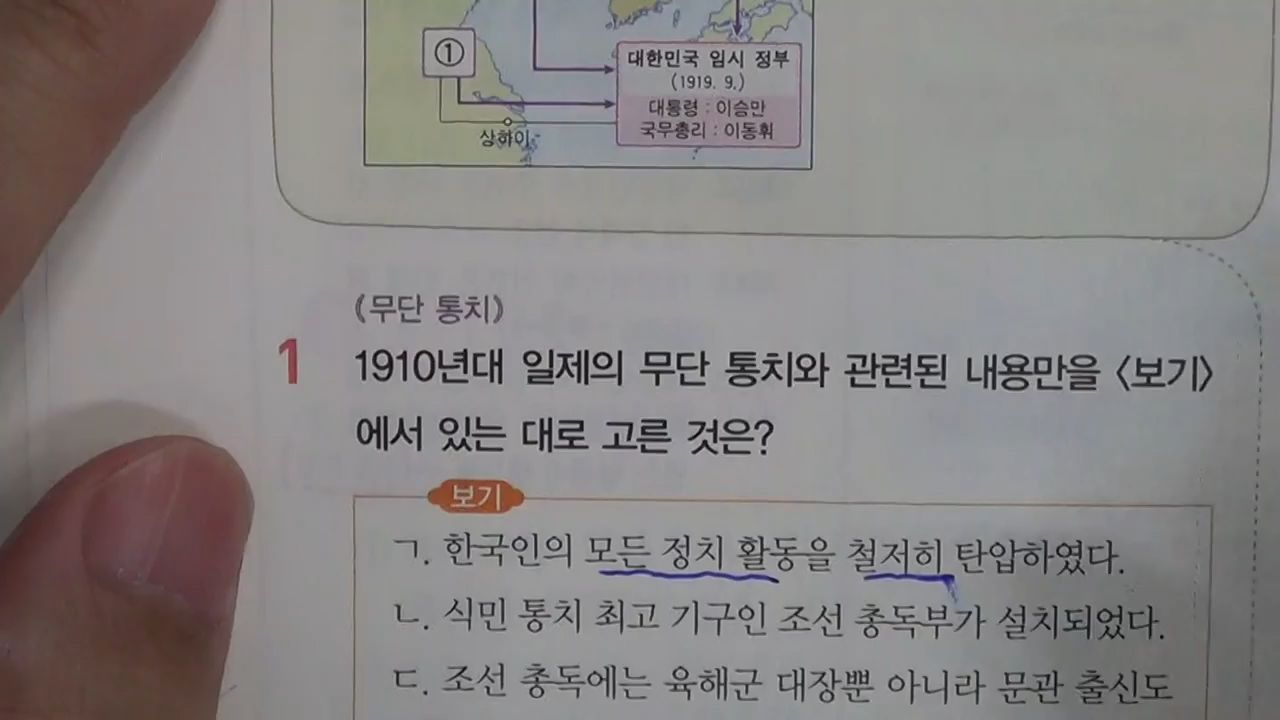 ①
대한민국 임시 정부
(1919. 9.)
대통령 : 이승만
국무총리 : 이동휘
상하이
《무단 통치》
1 1910년대 일제의 무단 통치와 관련된 내용만을 <보기>
에서 있는 대로 고른 것은?
보기
ㄱ. 한국인의 모든 정치 활동을 철저히 탄압하였다.
ㄴ. 식민 통치 최고 기구인 조선 총독부가 설치되었다.
ㄷ. 조선 총독에는 육해군 대장뿐 아니라 문관 출신도